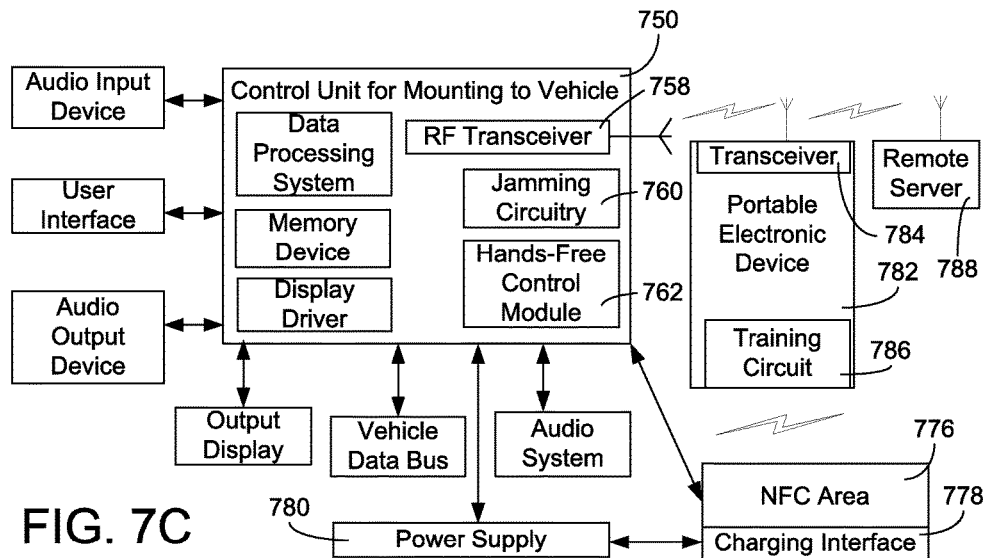 750
Audio Input
Device
Control Unit for Mounting to Vehicle
758
Data
Processing
System
RF Transceiver
Transceiver
Remote
Server
User
Interface
Jamming
Circuitry
760
784
788
Portable
Electronic
Device
Memory
Device
Hands-Free
Control
Module
762
782
Audio
Output
Device
Display
Driver
Training
Circuit
786
Output
Display
Vehicle
Data Bus
Audio
System
776
NFC Area
778
Charging Interface
780
Power Supply
FIG. 7C